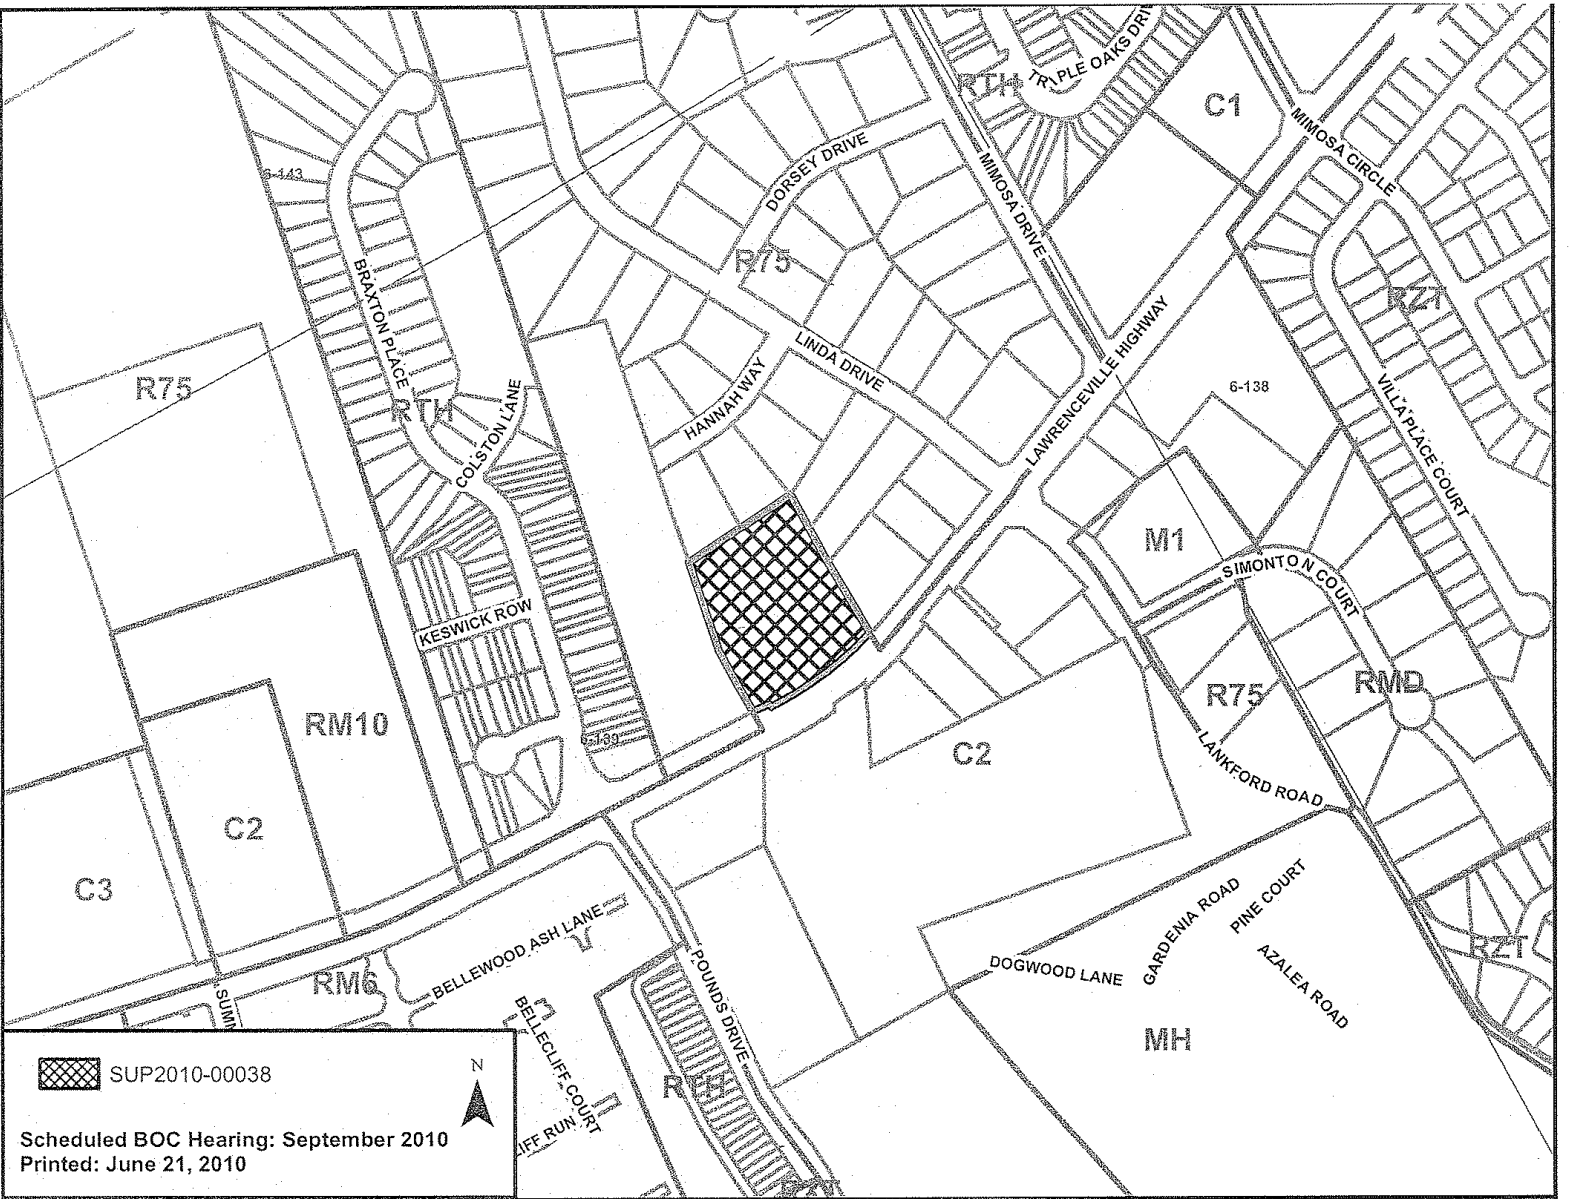 TRIPLE OAKS DRIV
RTH
C1
MIMOSA CIRCLE
DORSEY DRIVE
MIMOSA DRIVE
6-143
R75
BRAXTON PLACE
RZT
LAWRENCEVILLE HIGHWAY
LINDA DRIVE
R75
HANNAH WAY
6-138
RTH
COLSTON LANE
VILLA PLACE COURT
M1
SIMONTON COURT
KESWICK ROW
R75
RMD
RM10
6-139
C2
LANKFORD ROAD
C2
C3
GARDENIA ROAD
PINE COURT
BELLEWOOD ASH LANE
RZT
RM6
DOGWOOD LANE
AZALEA ROAD
POUNDS DRIVE
SUMM
BELLECLIFF COURT
MH
RTH
IFF RUN
SUP2010-00038
N
Scheduled BOC Hearing: September 2010
Printed: June 21, 2010